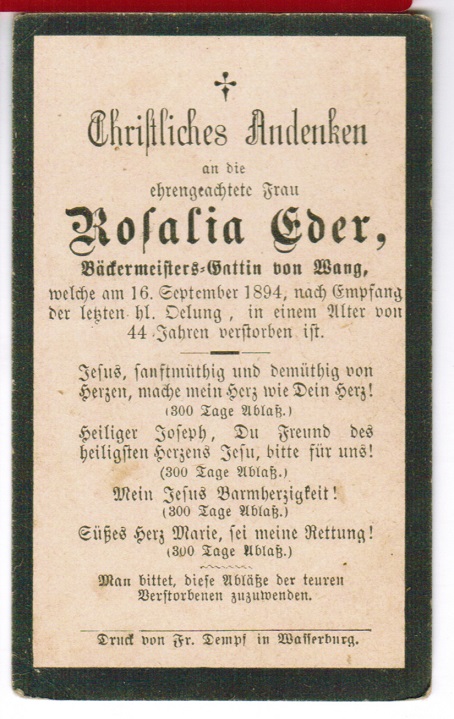 Christliches Andenken
an die
ehrengeachtete Frau
Rosalia Eder,
Bäckermeisters-Gattin von Wang,
welche am 16. September 1894, nach Empfang
der letzten hl. Oelung, in einem Alter von
44 Jahren verstorben ist.
Jesus, sanftmüthig und demüthig von
Herzen, mache mein Herz wie Dein Herz!
(300 Tage Ablaß.)
Heiliger Joseph, Du Freund des
heiligsten Herzens Jesu, bitte für uns!
(300 Tage Ablaß.)
Mein Jesus Barmherzigkeit!
(300 Tage Ablaß.)
Süßes Herz Marie, sei meine Rettung!
(300 Tage Ablaß.)
Man bittet, diese Abläße der teuren
Verstorbenen zuzuwenden.
Druck von Fr. Dempf in Wasserburg.